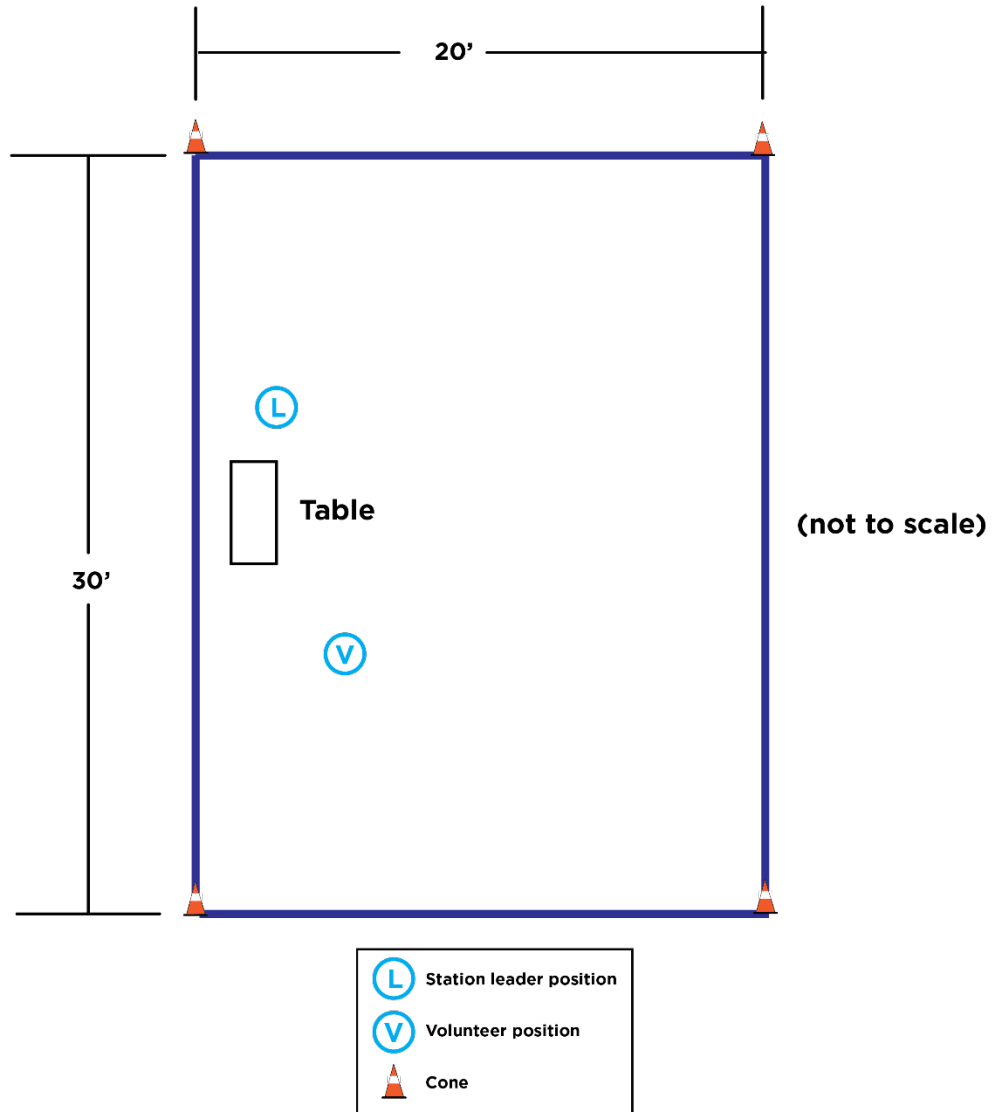 20’
L
Table
(not to scale)
30’
V
L Station leader position
V Volunteer position
Cone